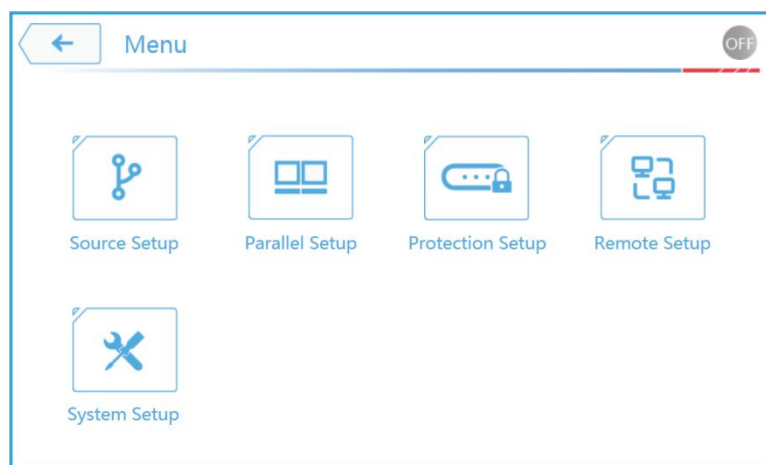 Menu
OFF
Source Setup
Parallel Setup
Protection Setup
Remote Setup
System Setup